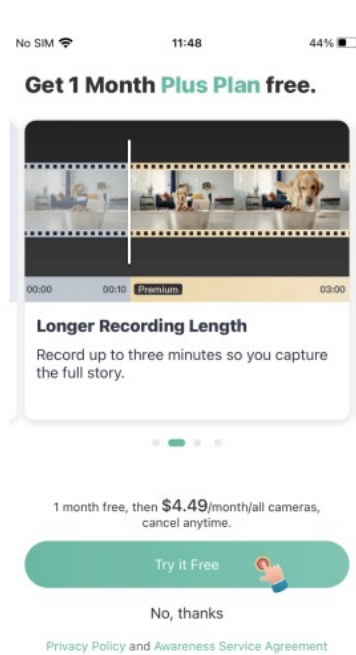 No SIM 11:48 44%
Get 1 Month Plus Plan free.
00:00 00:10 Premium 03:00
Longer Recording Length
Record up to three minutes so you capture
the full story.
1 month free, then $4.49/month/all cameras,
cancel anytime.
Try it Free
No, thanks
Privacy Policy and Awareness Service Agreement